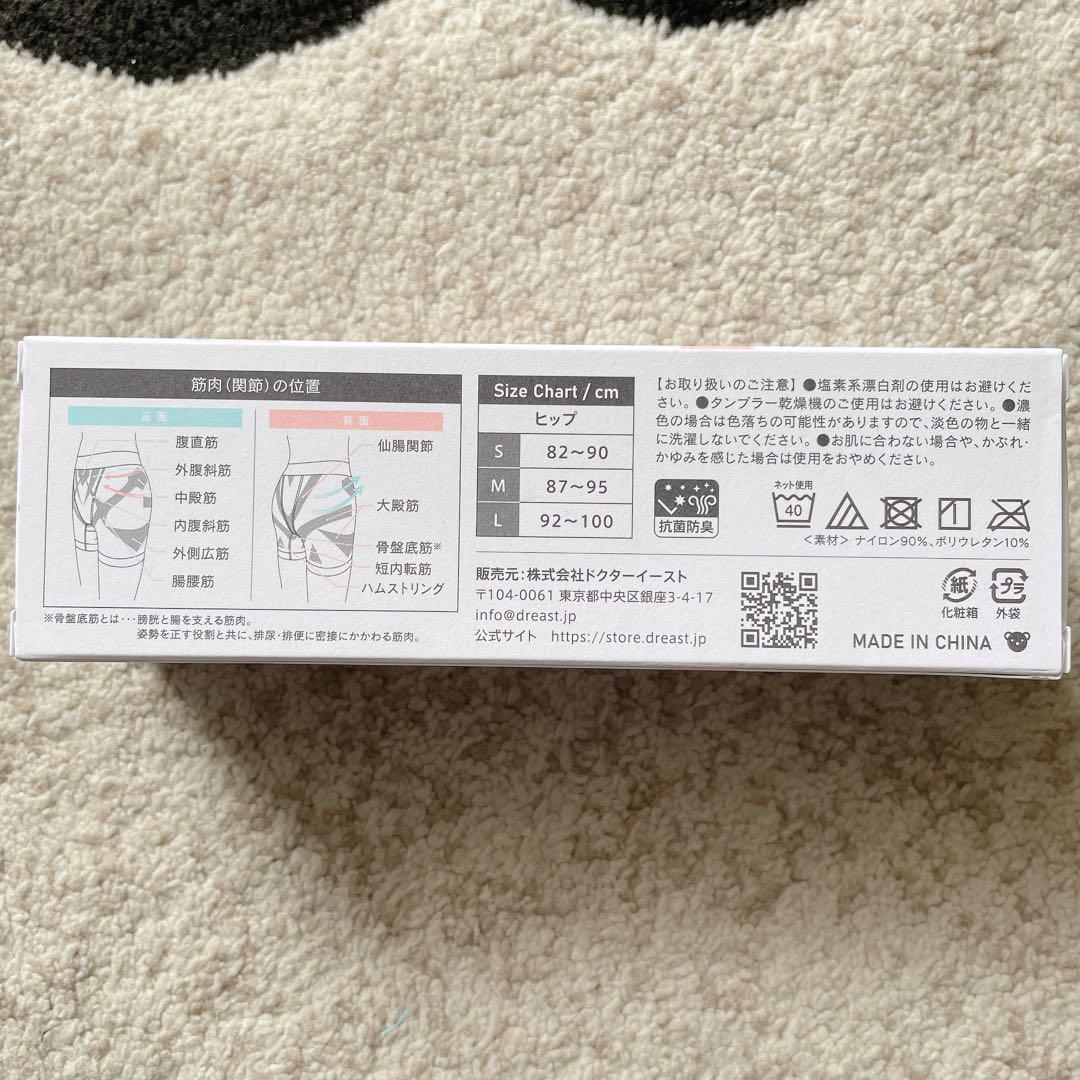 筋肉（関節）の位置
正面
腹直筋
外腹斜筋
中殿筋
内腹斜筋
外側広筋
腸腰筋
背面
仙腸関節
大殿筋
骨盤底筋※
短内転筋
ハムストリング
※骨盤底筋とは･･･膀胱と腸を支える筋肉。
姿勢を正す役割と共に、排尿・排便に密接にかかわる筋肉。
Size Chart / cm
ヒップ
S 82～90
M 87～95
L 92～100
【お取り扱いのご注意】●塩素系漂白剤の使用はお避けくだ
さい。●タンブラー乾燥機のご使用はお避けください。●濃
色の場合は色落ちの可能性がありますので、淡色の物と一緒
に洗濯しないでください。●お肌に合わない場合や、かぶれ・
かゆみを感じた場合は使用をおやめください。
抗菌防臭
ネット使用
40
＜素材＞ ナイロン90%、ポリウレタン10%
販売元：株式会社ドクターイースト
〒104-0061 東京都中央区銀座3-4-17
info@dreast.jp
公式サイト https://store.dreast.jp
紙
化粧箱
プラ
外袋
MADE IN CHINA